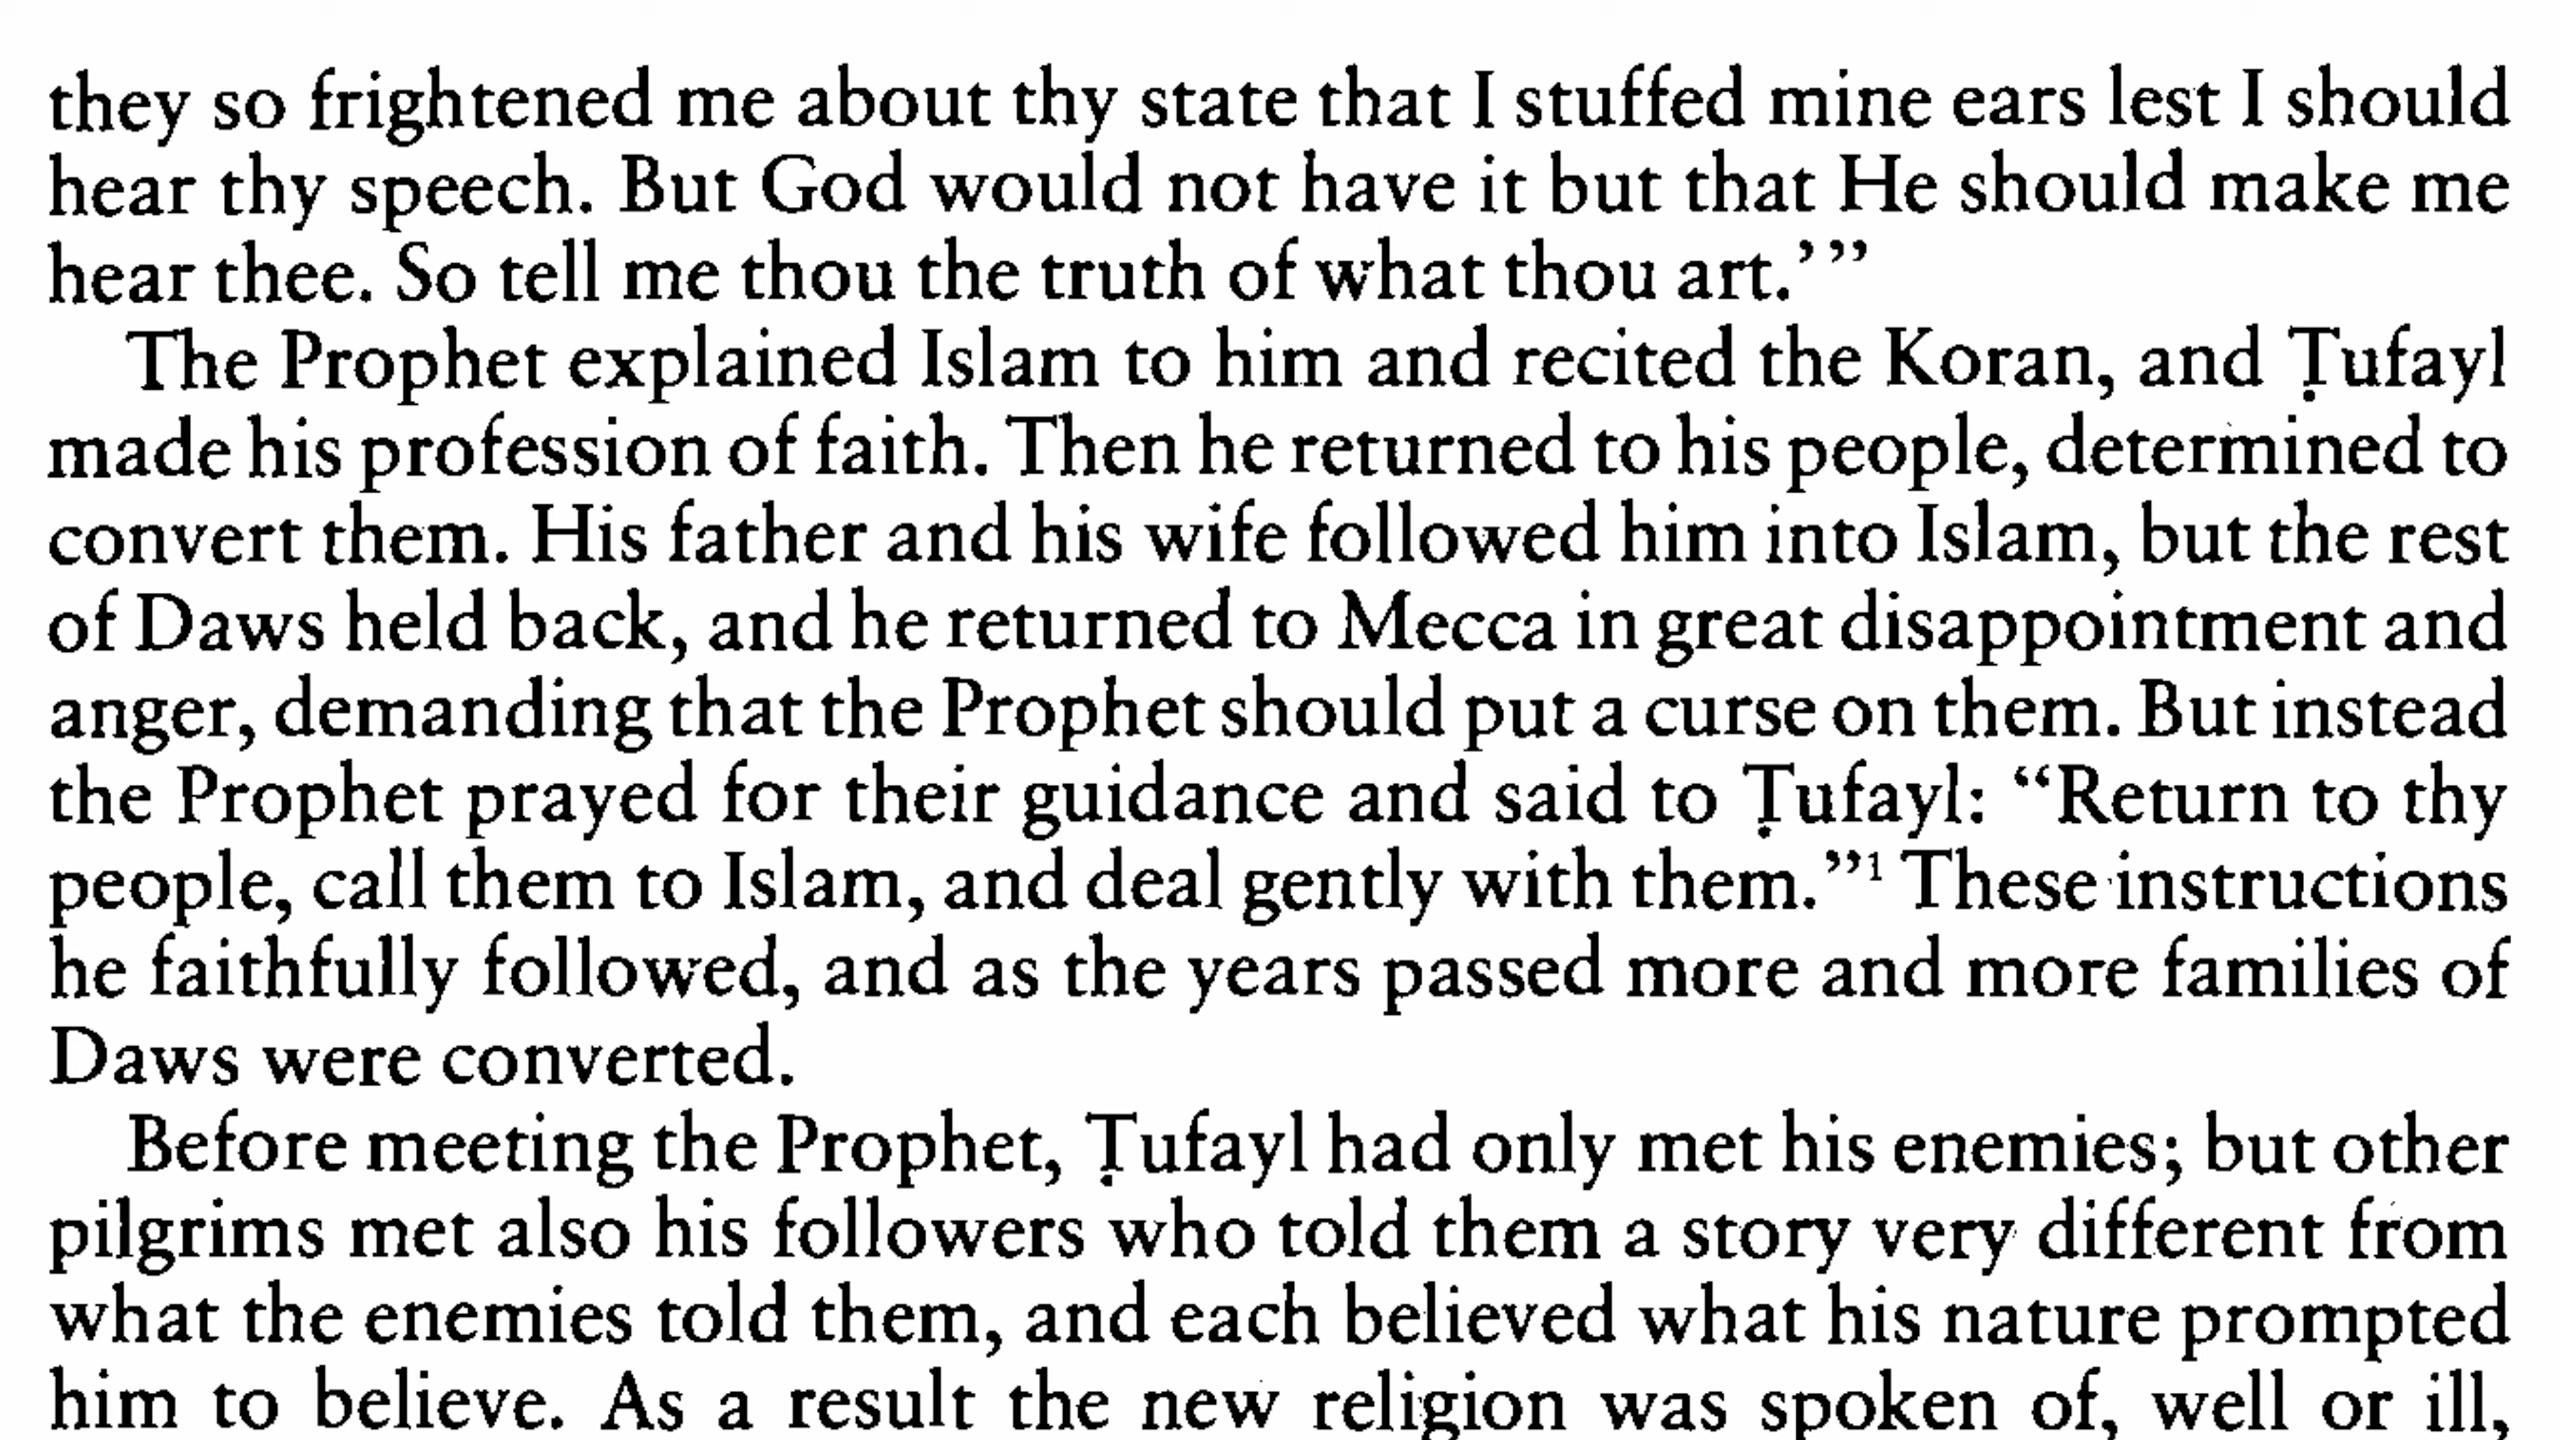 they so frightened me about thy state that I stuffed mine ears lest I should
hear thy speech. But God would not have it but that He should make me
hear thee. So tell me thou the truth of what thou art.’”
The Prophet explained Islam to him and recited the Koran, and Ṭufayl
made his profession of faith. Then he returned to his people, determined to
convert them. His father and his wife followed him into Islam, but the rest
of Daws held back, and he returned to Mecca in great disappointment and
anger, demanding that the Prophet should put a curse on them. But instead
the Prophet prayed for their guidance and said to Ṭufayl: “Return to thy
people, call them to Islam, and deal gently with them.”¹ These instructions
he faithfully followed, and as the years passed more and more families of
Daws were converted.
Before meeting the Prophet, Ṭufayl had only met his enemies; but other
pilgrims met also his followers who told them a story very different from
what the enemies told them, and each believed what his nature prompted
him to believe. As a result the new religion was spoken of, well or ill,